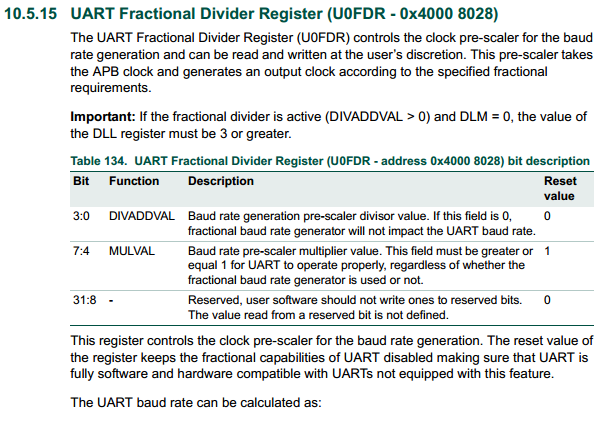 10.5.15 UART Fractional Divider Register (U0FDR - 0x4000 8028)
The UART Fractional Divider Register (U0FDR) controls the clock pre-scaler for the baud
rate generation and can be read and written at the user's discretion. This pre-scaler takes
the APB clock and generates an output clock according to the specified fractional
requirements.
Important: If the fractional divider is active (DIVADDVAL > 0) and DLM = 0, the value of
the DLL register must be 3 or greater.
Table 134. UART Fractional Divider Register (U0FDR - address 0x4000 8028) bit description
Bit Function Description Reset
value
3:0 DIVADDVAL Baud rate generation pre-scaler divisor value. If this field is 0, 0
fractional baud rate generator will not impact the UART baud rate.
7:4 MULVAL Baud rate pre-scaler multiplier value. This field must be greater or 1
equal 1 for UART to operate properly, regardless of whether the
fractional baud rate generator is used or not.
31:8 - Reserved, user software should not write ones to reserved bits. 0
The value read from a reserved bit is not defined.
This register controls the clock pre-scaler for the baud rate generation. The reset value of
the register keeps the fractional capabilities of UART disabled making sure that UART is
fully software and hardware compatible with UARTs not equipped with this feature.
The UART baud rate can be calculated as: